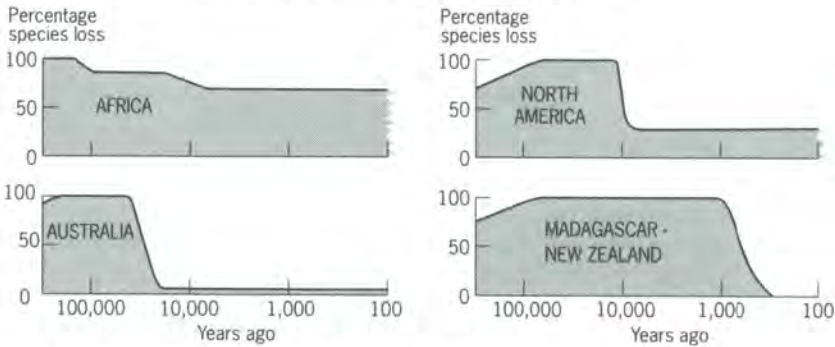 Percentage
species loss
100
50
0
AFRICA
Percentage
species loss
100
50
0
NORTH
AMERICA
100
50
0
AUSTRALIA
100,000
10,000
1,000
100
Years ago
100
50
0
MADAGASCAR -
NEW ZEALAND
100,000
10,000
1,000
100
Years ago